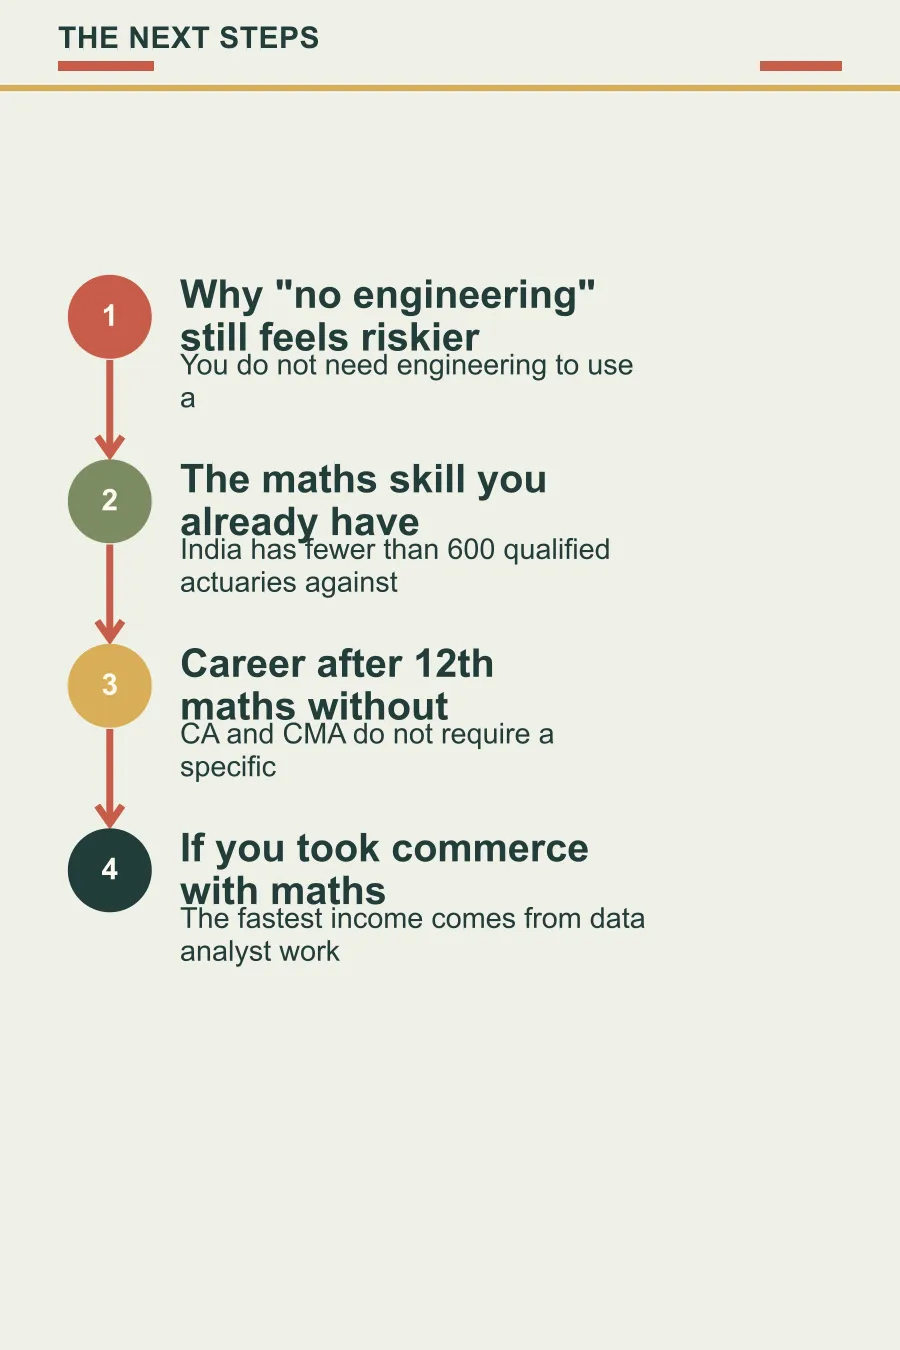 THE NEXT STEPS
1
Why "no engineering"
still feels riskier
You do not need engineering to use
a
2
The maths skill you
already have
India has fewer than 600 qualified
actuaries against
3
Career after 12th
maths without
CA and CMA do not require a
specific
4
If you took commerce
with maths
The fastest income comes from data
analyst work